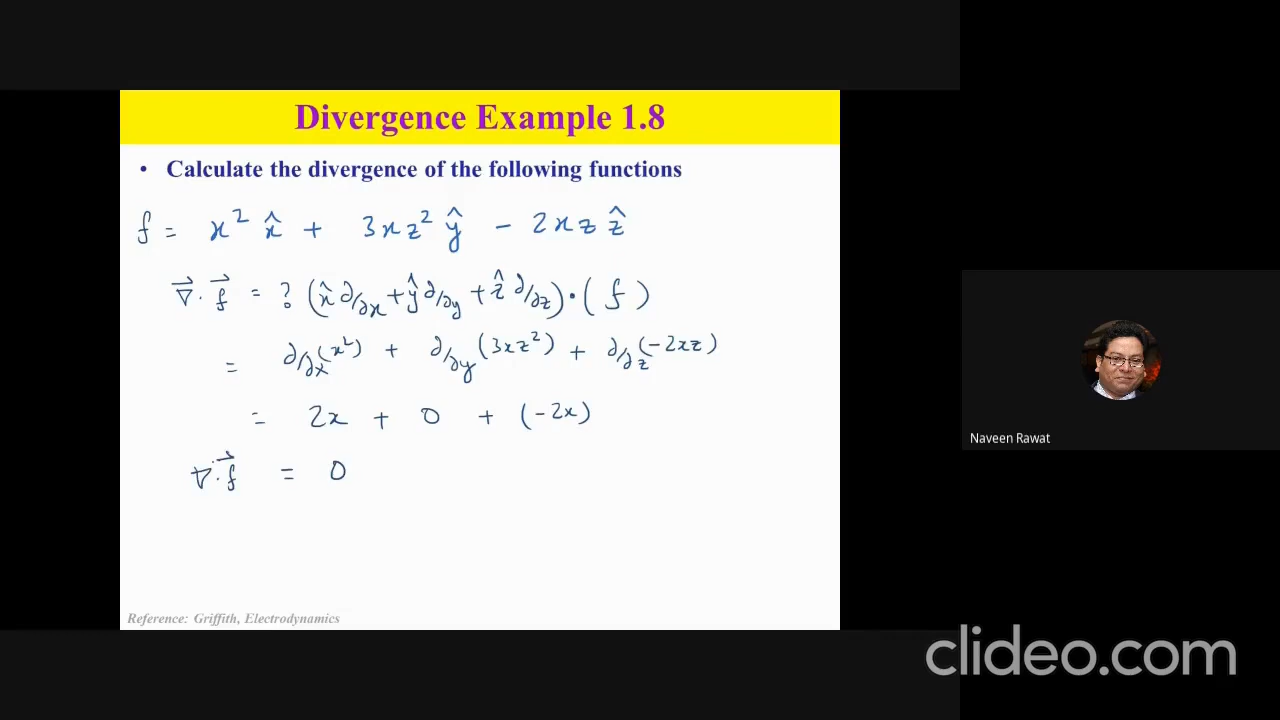 Divergence Example 1.8
• Calculate the divergence of the following functions
f = x² x̂ + 3xz² ŷ - 2xz ẑ
∇⃗·f⃗ = ? (x̂ ∂/∂x + ŷ ∂/∂y + ẑ ∂/∂z)·(f)
= ∂/∂x(x²) + ∂/∂y(3xz²) + ∂/∂z(-2xz)
= 2x + 0 + (-2x)
∇·f⃗ = 0
Naveen Rawat
Reference: Griffith, Electrodynamics
clideo.com